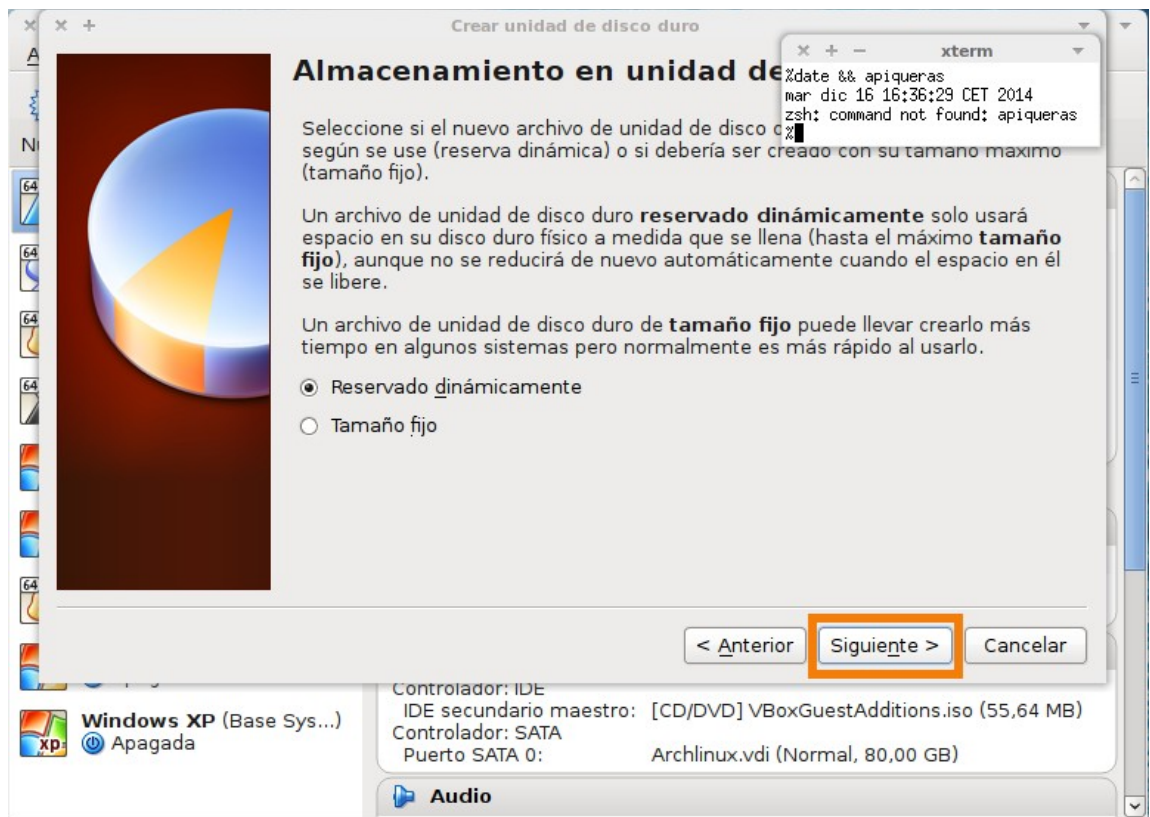 Crear unidad de disco duro
Almacenamiento en unidad de
xterm
%date && apiqueras
mar dic 16 16:36:29 CET 2014
zsh: command not found: apiqueras
%
Seleccione si el nuevo archivo de unidad de disco
según se use (reserva dinámica) o si debería ser creado con su tamaño máximo
(tamaño fijo).
Un archivo de unidad de disco duro reservado dinámicamente solo usará
espacio en su disco duro físico a medida que se llena (hasta el máximo tamaño
fijo), aunque no se reducirá de nuevo automáticamente cuando el espacio en él
se libere.
Un archivo de unidad de disco duro de tamaño fijo puede llevar crearlo más
tiempo en algunos sistemas pero normalmente es más rápido al usarlo.
Reservado dinámicamente
Tamaño fijo
< Anterior
Siguiente >
Cancelar
64
64
64
64
64
Controlador: IDE
IDE secundario maestro: [CD/DVD] VBoxGuestAdditions.iso (55,64 MB)
Controlador: SATA
Puerto SATA 0: Archlinux.vdi (Normal, 80,00 GB)
Windows XP (Base Sys...)
xp
Apagada
Audio